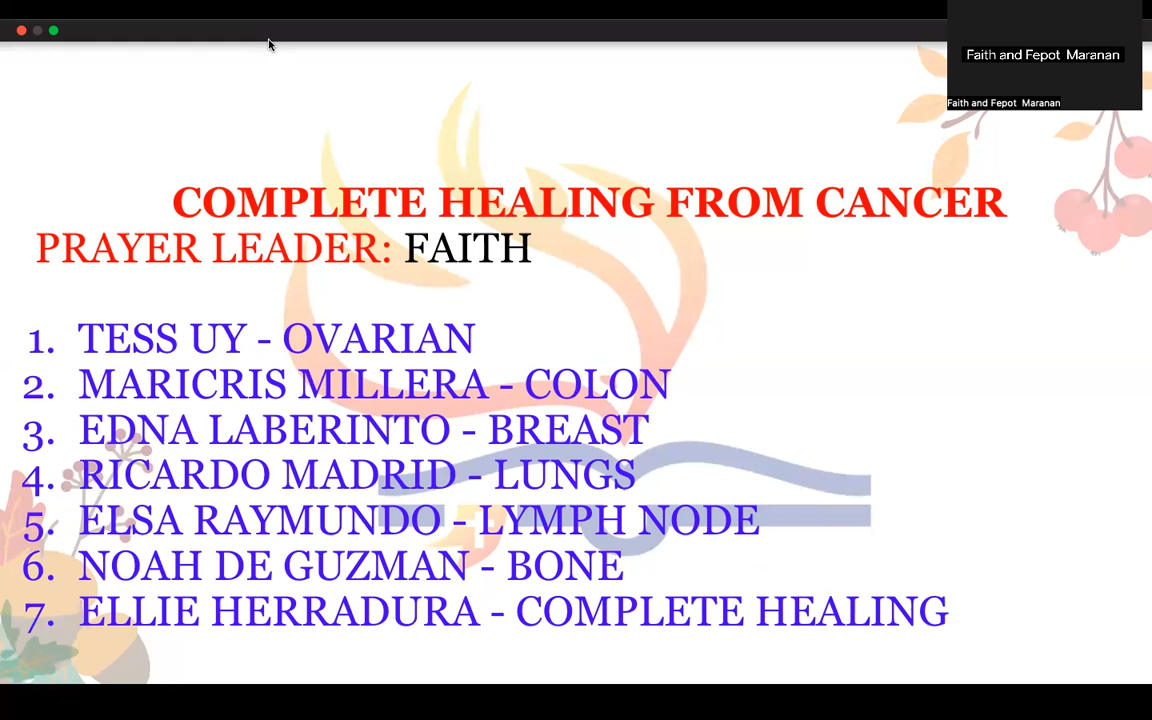 Faith and Fepot Maranan
Faith and Fepot Maranan
COMPLETE HEALING FROM CANCER
PRAYER LEADER: FAITH
1. TESS UY - OVARIAN
2. MARICRIS MILLERA - COLON
3. EDNA LABERINTO - BREAST
4. RICARDO MADRID - LUNGS
5. ELSA RAYMUNDO - LYMPH NODE
6. NOAH DE GUZMAN - BONE
7. ELLIE HERRADURA - COMPLETE HEALING